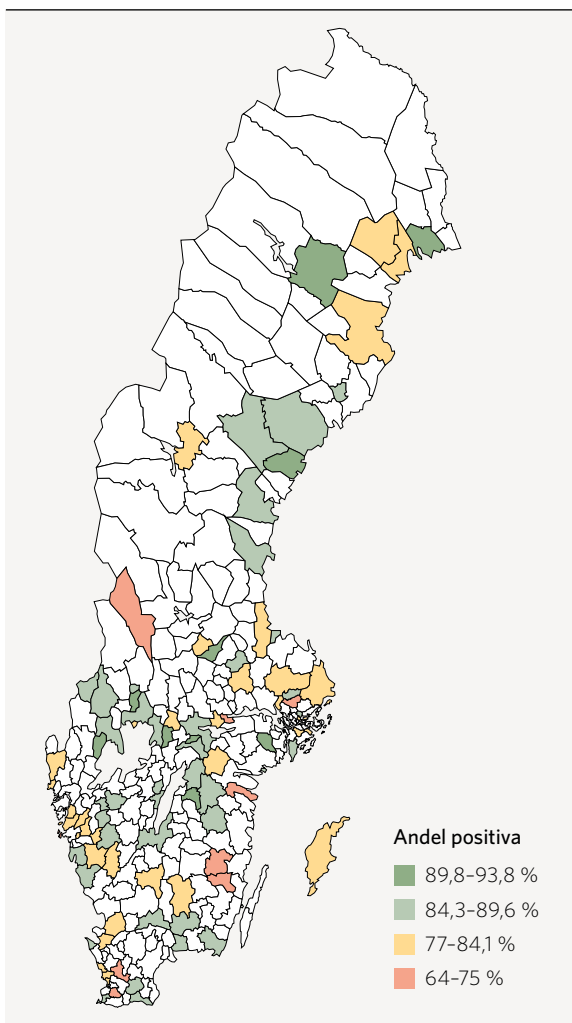 Andel positiva
89,8–93,8 %
84,3–89,6 %
77–84,1 %
64–75 %